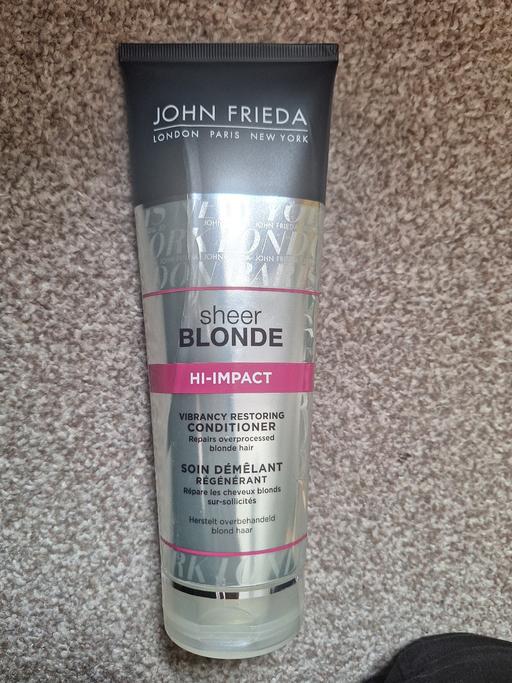 JOHN FRIEDA
LONDON PARIS NEW YORK
sheer
BLONDE
HI-IMPACT
VIBRANCY RESTORING
CONDITIONER
Repairs overprocessed
blonde hair
SOIN DÉMÊLANT
RÉGÉNÉRANT
Répare les cheveux blonds
sur-sollicités
Herstelt overbehandeld
blond haar